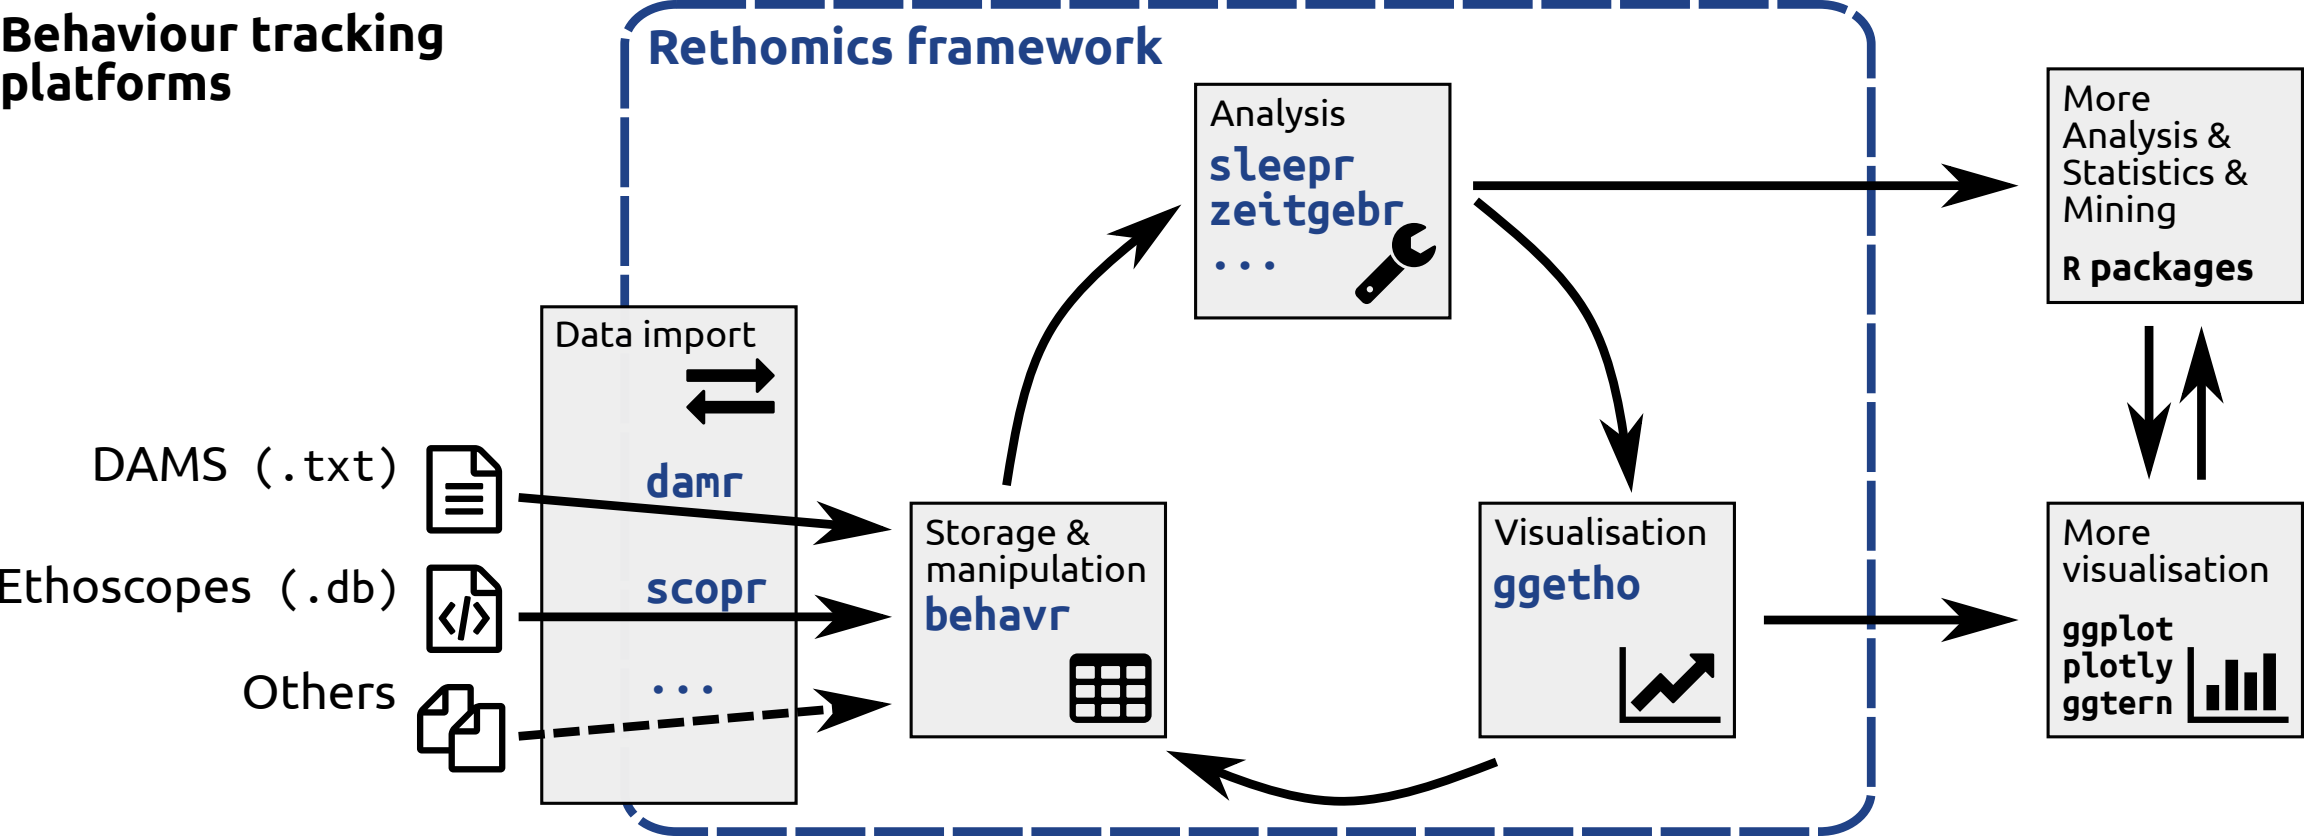 Behaviour tracking
platforms
Rethomics framework
DAMS (.txt)
Ethoscopes (.db)
Others
Data import
damr
scopr
...
Storage &
manipulation
behavr
Analysis
sleepr
zeitgebr
...
Visualisation
ggetho
More
Analysis &
Statistics &
Mining
R packages
More
visualisation
ggplot
plotly
ggtern